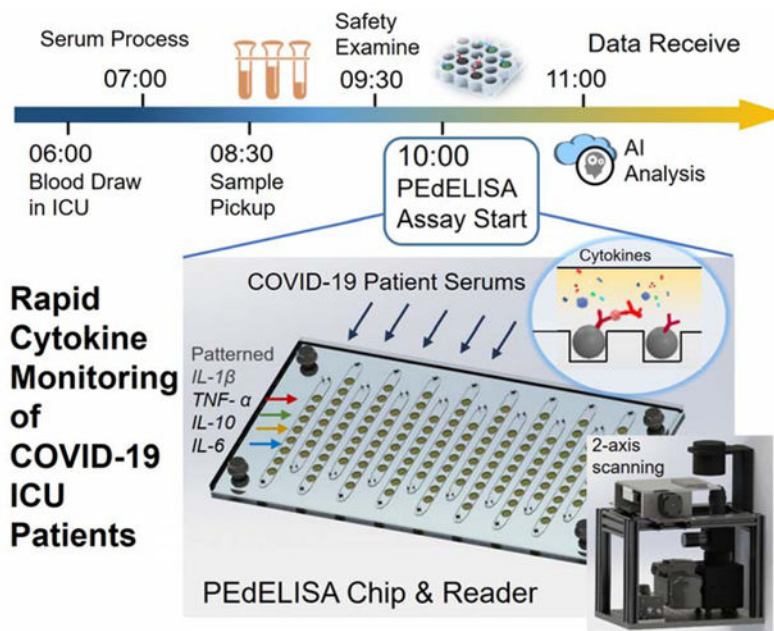 Serum Process
07:00
Safety
Examine
09:30
Data Receive
11:00
06:00
Blood Draw
in ICU
08:30
Sample
Pickup
10:00
PEdELISA
Assay Start
AI
Analysis
Rapid
Cytokine
Monitoring
of
COVID-19
ICU
Patients
COVID-19 Patient Serums
Cytokines
Patterned
IL-1β
TNF- α
IL-10
IL-6
2-axis
scanning
PEdELISA Chip & Reader